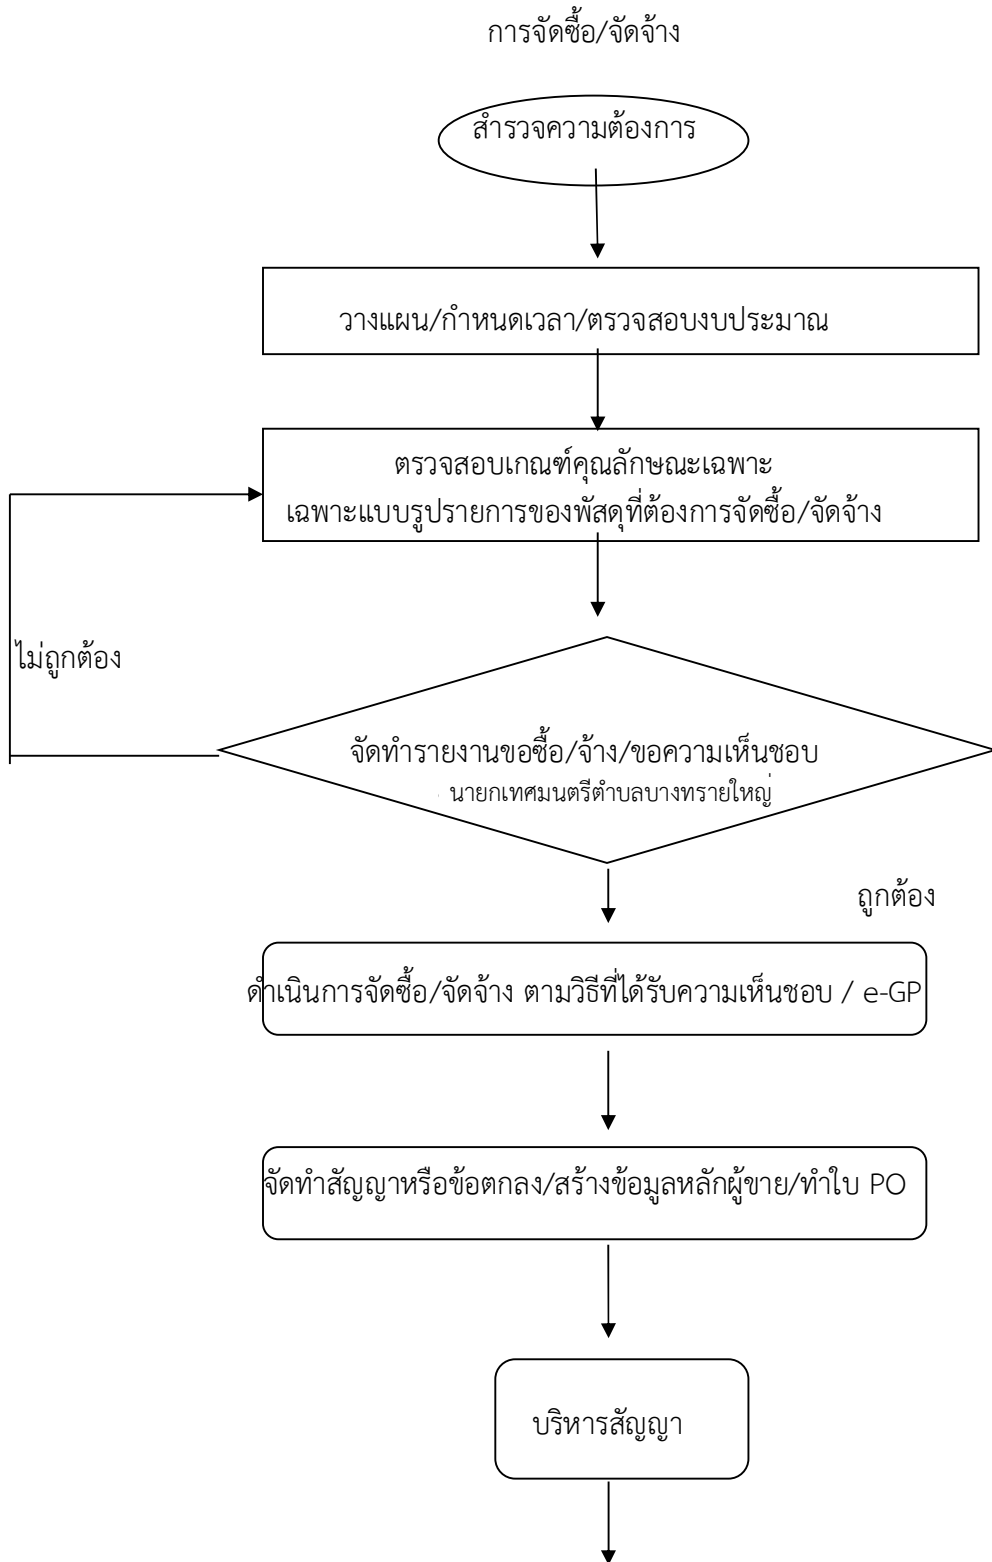 การจัดซื้อ/จัดจ้าง
สำรวจความต้องการ
วางแผน/กำหนดเวลา/ตรวจสอบงบประมาณ
ตรวจสอบเกณฑ์คุณลักษณะเฉพาะ
เฉพาะแบบรูปรายการของพัสดุที่ต้องการจัดซื้อ/จัดจ้าง
ไม่ถูกต้อง
จัดทำรายงานขอซื้อ/จ้าง/ขอความเห็นชอบ
นายกเทศมนตรีตำบลบางทรายใหญ่
ถูกต้อง
ดำเนินการจัดซื้อ/จัดจ้าง ตามวิธีที่ได้รับความเห็นชอบ / e-GP
จัดทำสัญญาหรือข้อตกลง/สร้างข้อมูลหลักผู้ขาย/ทำใบ PO
บริหารสัญญา